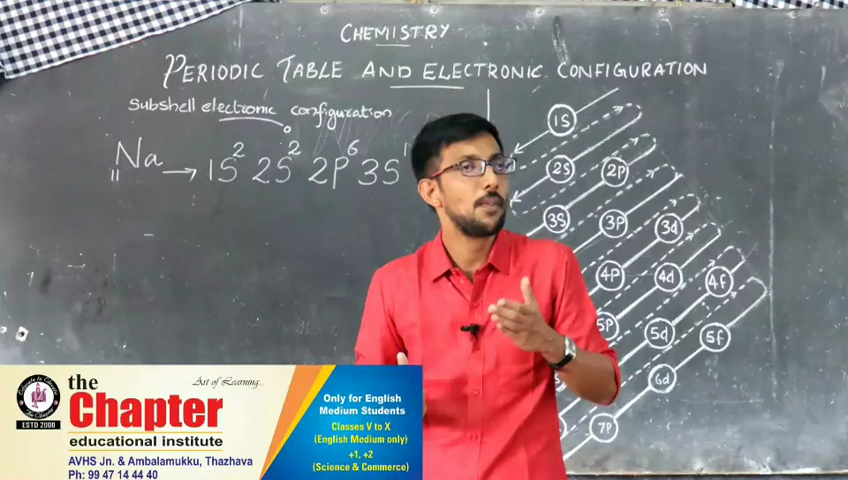 CHEMISTRY
PERIODIC TABLE AND ELECTRONIC CONFIGURATION
Subshell electronic configuration
₁₁Na → 1S² 2S² 2P⁶ 3S¹
1S
2S 2P
3S 3P 3d
4P 4d 4f
5P 5d 5f
6d
7P
Educate to Change
ESTD 2000
the
Chapter
educational institute
Art of Learning...
AVHS Jn. & Ambalamukku, Thazhava
Ph: 99 47 14 44 40
Only for English
Medium Students
Classes V to X
(English Medium only)
+1, +2
(Science & Commerce)